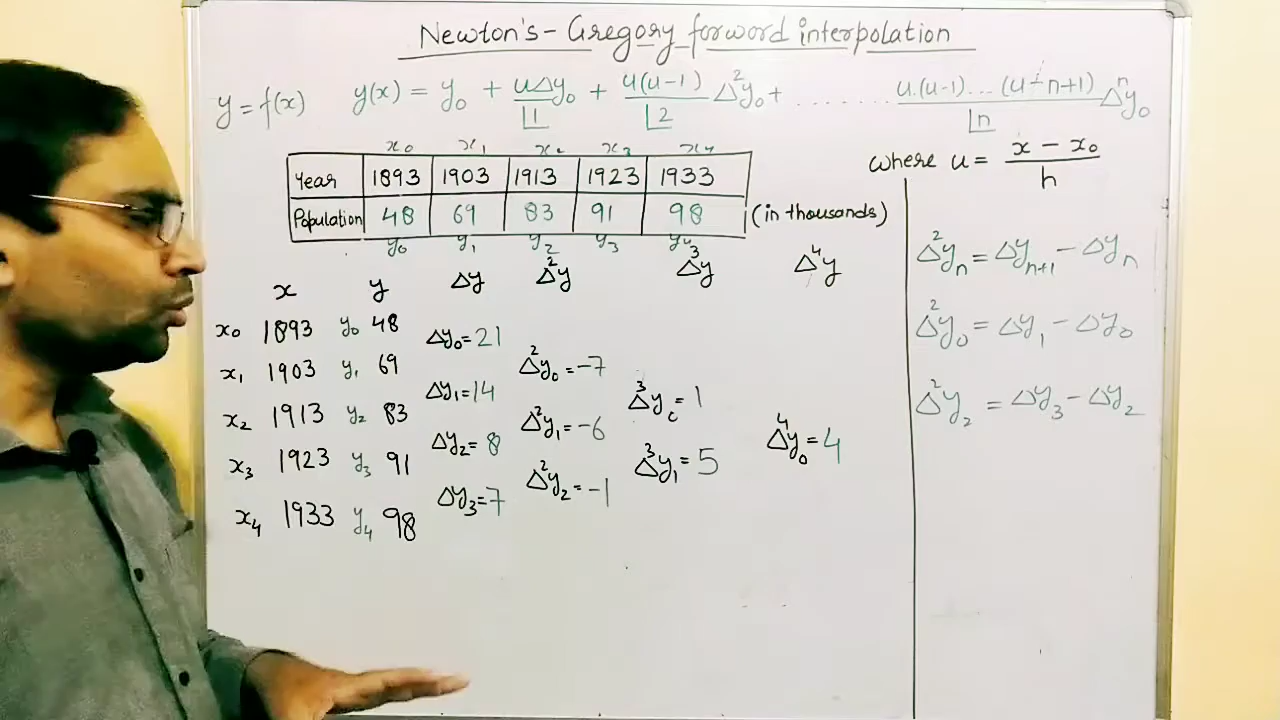 Newton's - Gregory forword interpolation
y = f(x) y(x) = y₀ + uΔy₀/⌊1 + u(u-1)/⌊2 Δ²y₀ + ....... u.(u-1)... (u-n+1)/⌊n Δⁿy₀
where u = x - x₀/h
x₀ x₁ x₂ x₃ x₄
Year 1893 1903 1913 1923 1933
Population 48 69 83 91 98 (in thousands)
y₀ y₁ y₂ y₃ y₄
x y Δy Δ²y Δ³y Δ⁴y
x₀ 1893 y₀ 48
Δy₀= 21
x₁ 1903 y₁ 69 Δ²y₀ = -7
Δy₁=14 Δ³y₀ = 1
x₂ 1913 y₂ 83 Δ²y₁ = -6 Δ⁴y₀ = 4
Δy₂= 8 Δ³y₁ = 5
x₃ 1923 y₃ 91 Δ²y₂ = -1
Δy₃=7
x₄ 1933 y₄ 98
Δ²yₙ = Δyₙ₊₁ - Δyₙ
Δ²y₀ = Δy₁ - Δy₀
Δ²y₂ = Δy₃ - Δy₂